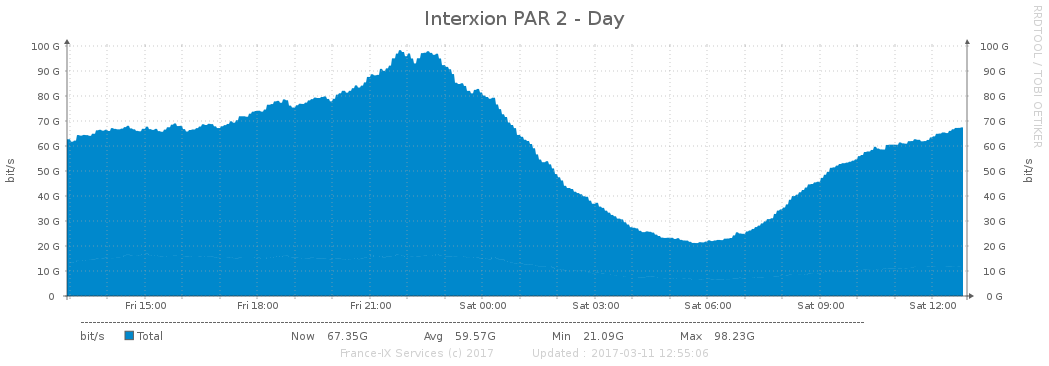 Interxion PAR 2 - Day
RRDTOOL / TOBI OETIKER
bit/s
bit/s
100 G 100 G
90 G 90 G
80 G 80 G
70 G 70 G
60 G 60 G
50 G 50 G
40 G 40 G
30 G 30 G
20 G 20 G
10 G 10 G
0 0 G
Fri 15:00 Fri 18:00 Fri 21:00 Sat 00:00 Sat 03:00 Sat 06:00 Sat 09:00 Sat 12:00
bit/s Total Now 67.35G Avg 59.57G Min 21.09G Max 98.23G
France-IX Services (c) 2017 Updated : 2017-03-11 12:55:06